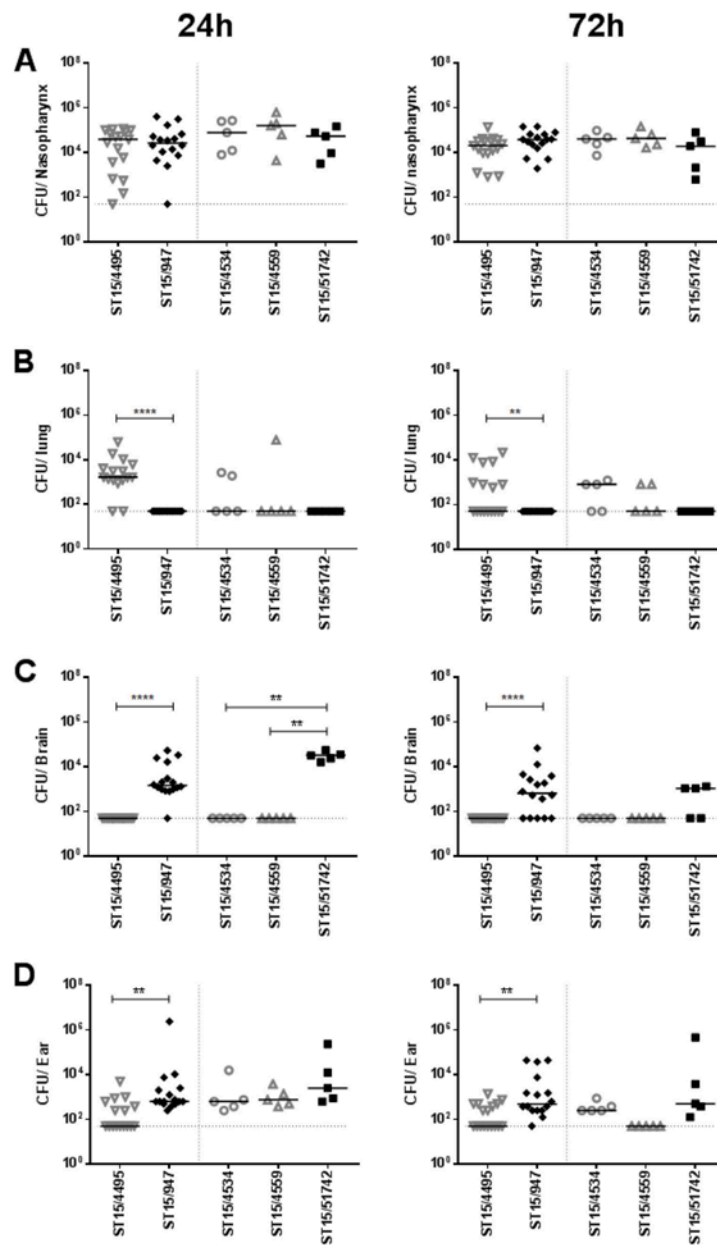 24h 72h
A
10⁸
10⁶
10⁴
10²
10⁰
CFU/ Nasopharynx
ST15/4495 ST15/947 ST15/4534 ST15/4559 ST15/51742
10⁸
10⁶
10⁴
10²
10⁰
CFU/ nasopharynx
ST15/4495 ST15/947 ST15/4534 ST15/4559 ST15/51742
B
10⁸
10⁶
10⁴
10²
10⁰
CFU/ lung
****
ST15/4495 ST15/947 ST15/4534 ST15/4559 ST15/51742
10⁸
10⁶
10⁴
10²
10⁰
CFU/ lung
**
ST15/4495 ST15/947 ST15/4534 ST15/4559 ST15/51742
C
10⁸
10⁶
10⁴
10²
10⁰
CFU/ Brain
**** **
**
ST15/4495 ST15/947 ST15/4534 ST15/4559 ST15/51742
10⁸
10⁶
10⁴
10²
10⁰
CFU/ Brain
****
ST15/4495 ST15/947 ST15/4534 ST15/4559 ST15/51742
D
10⁸
10⁶
10⁴
10²
10⁰
CFU/ Ear
**
ST15/4495 ST15/947 ST15/4534 ST15/4559 ST15/51742
10⁸
10⁶
10⁴
10²
10⁰
CFU/ Ear
**
ST15/4495 ST15/947 ST15/4534 ST15/4559 ST15/51742